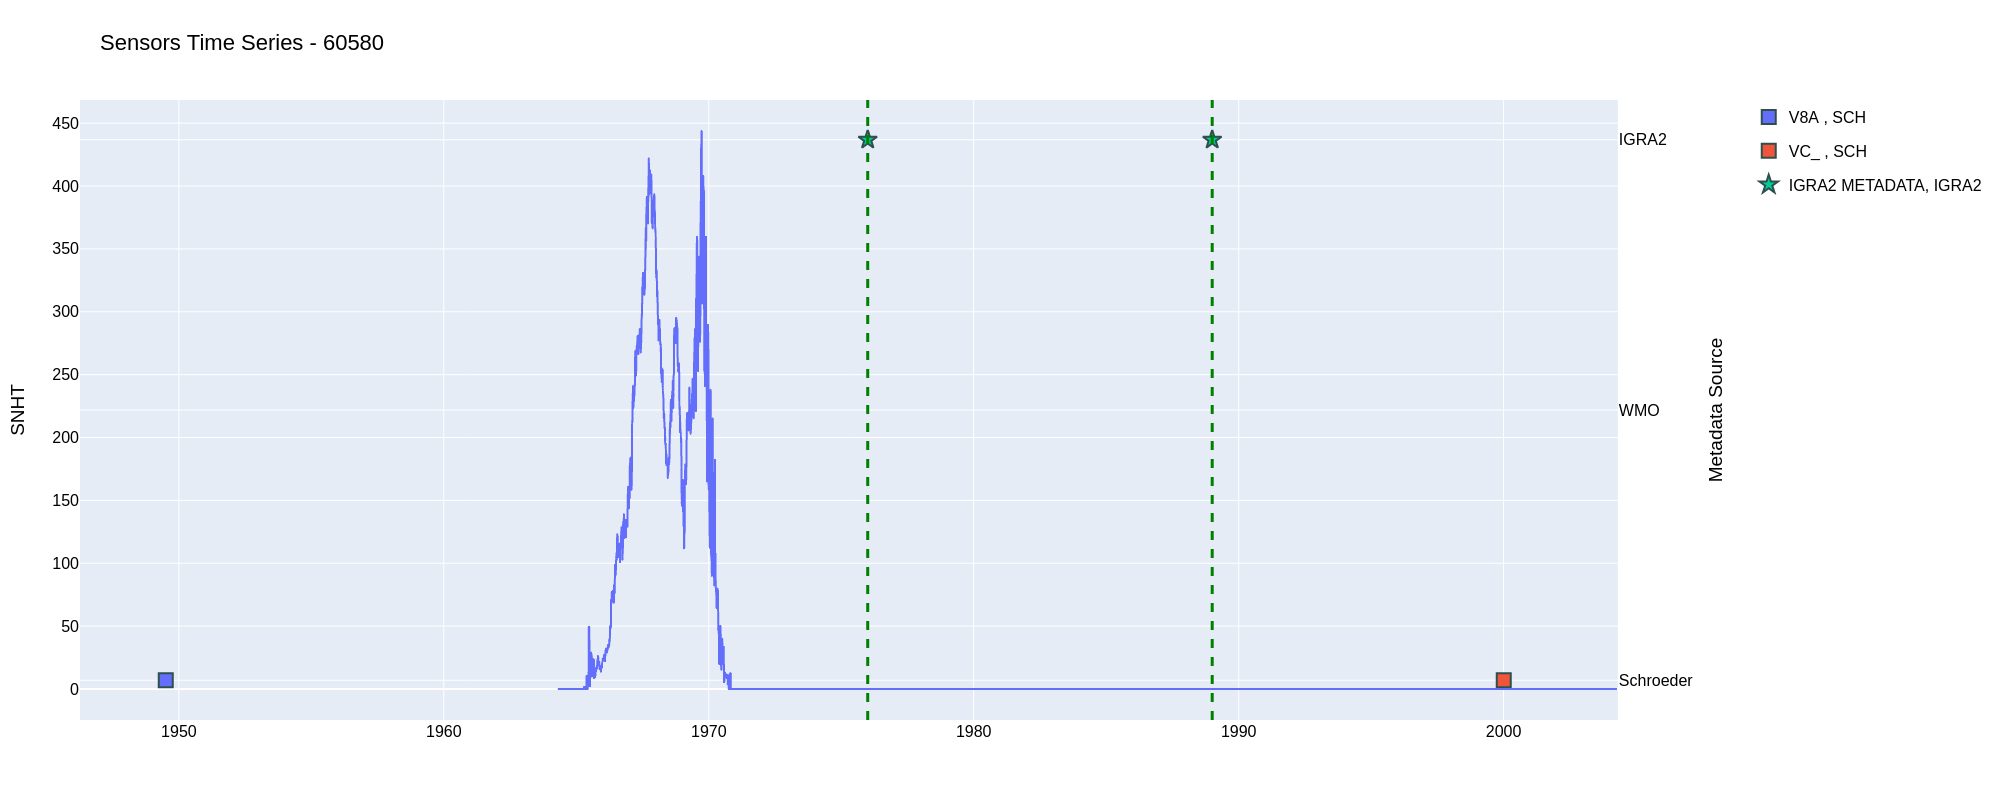 Sensors Time Series - 60580
V8A , SCH
VC_ , SCH
IGRA2 METADATA, IGRA2
SNHT
450
400
350
300
250
200
150
100
50
0
1950
1960
1970
1980
1990
2000
IGRA2
WMO
Schroeder
Metadata Source